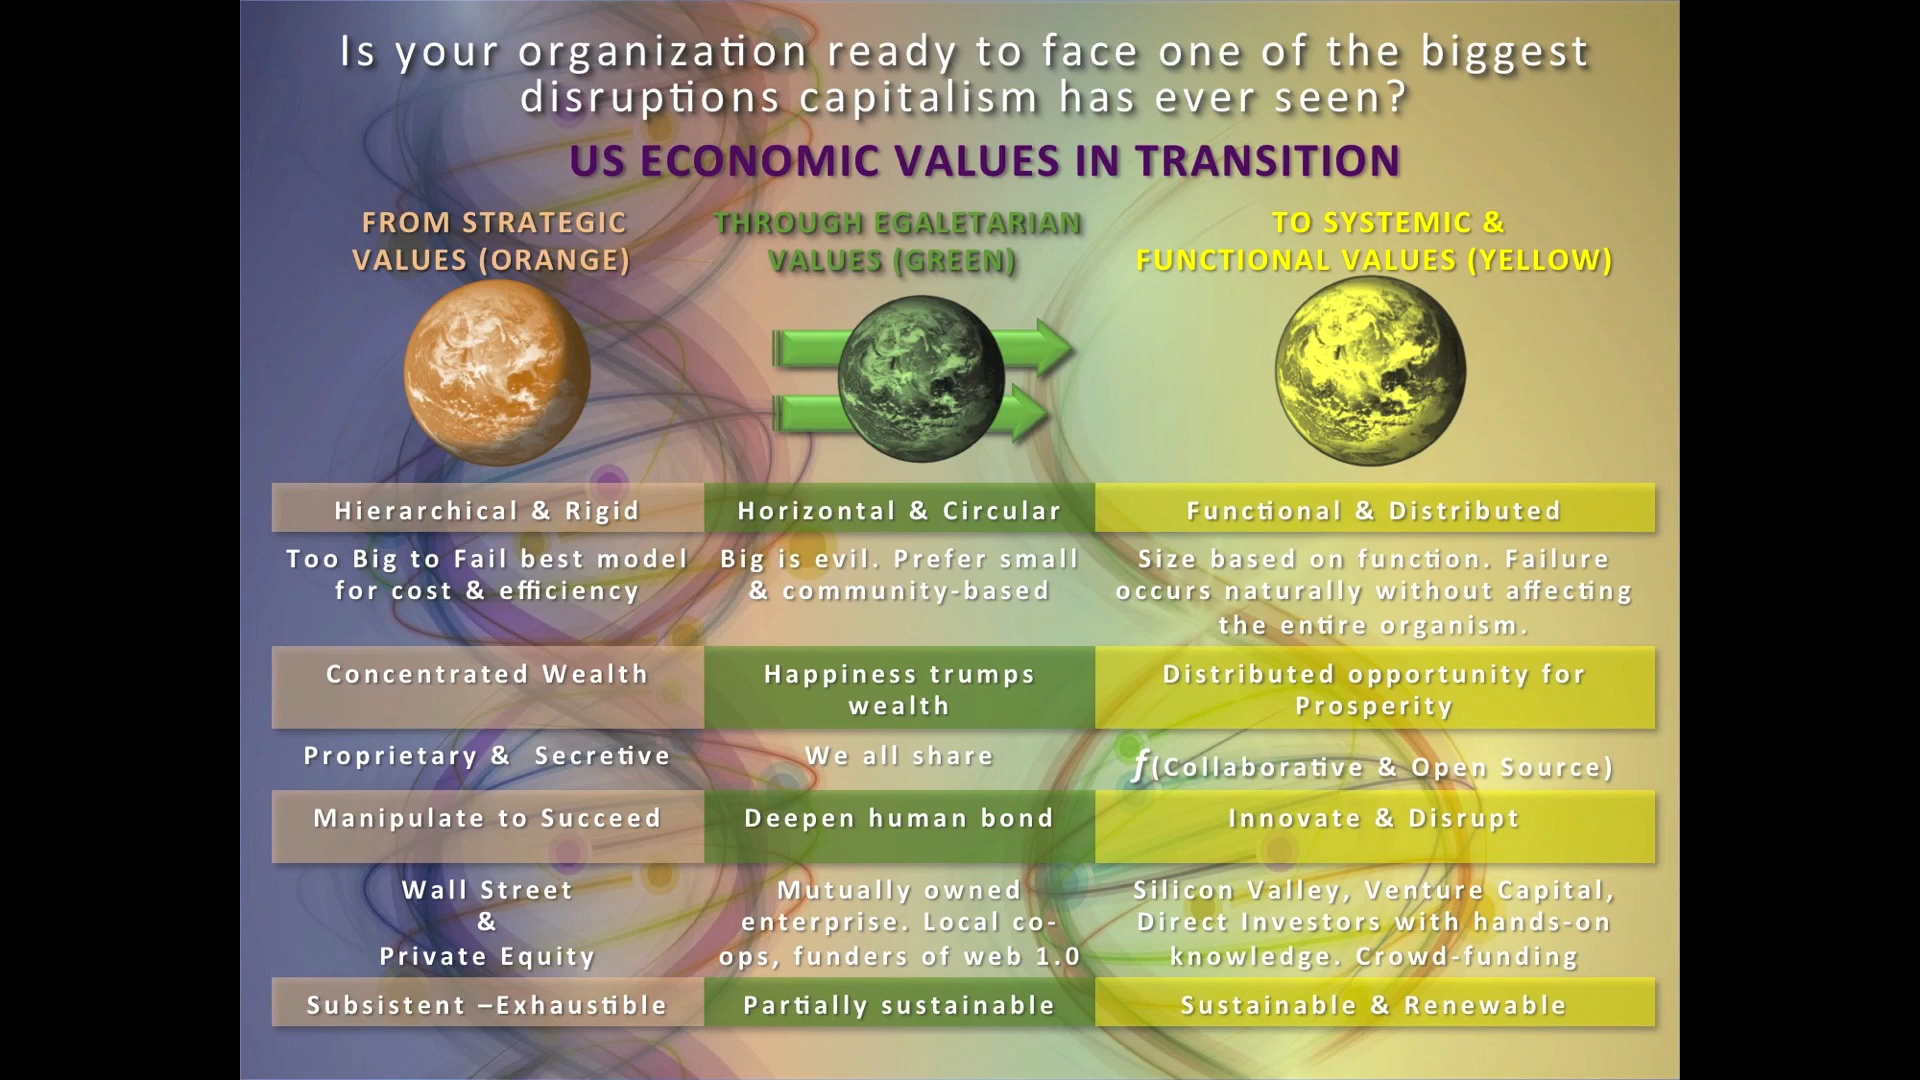 Is your organization ready to face one of the biggest
disruptions capitalism has ever seen?
US ECONOMIC VALUES IN TRANSITION
FROM STRATEGIC
VALUES (ORANGE)
THROUGH EGALETARIAN
VALUES (GREEN)
TO SYSTEMIC &
FUNCTIONAL VALUES (YELLOW)
Hierarchical & Rigid
Horizontal & Circular
Functional & Distributed
Too Big to Fail best model
for cost & efficiency
Big is evil. Prefer small
& community-based
Size based on function. Failure
occurs naturally without affecting
the entire organism.
Concentrated Wealth
Happiness trumps
wealth
Distributed opportunity for
Prosperity
Proprietary & Secretive
We all share
f(Collaborative & Open Source)
Manipulate to Succeed
Deepen human bond
Innovate & Disrupt
Wall Street
&
Private Equity
Mutually owned
enterprise. Local co-
ops, funders of web 1.0
Silicon Valley, Venture Capital,
Direct Investors with hands-on
knowledge. Crowd-funding
Subsistent –Exhaustible
Partially sustainable
Sustainable & Renewable